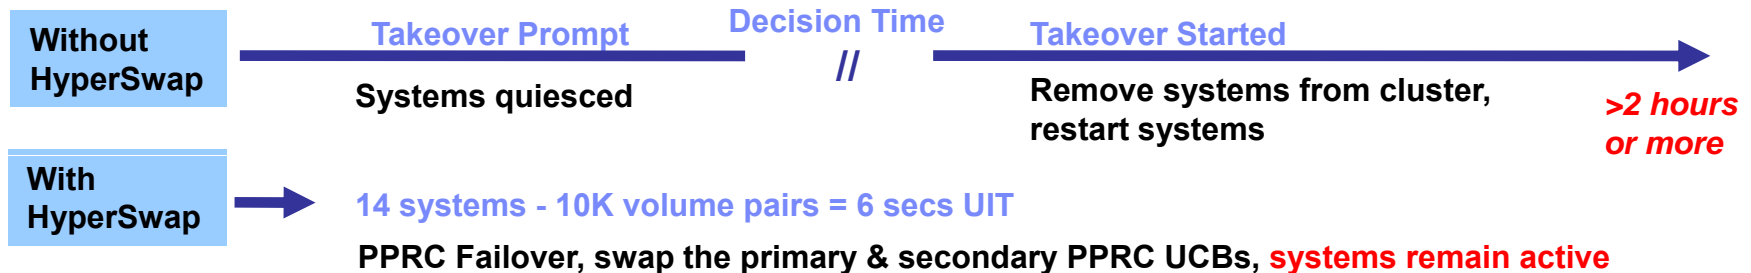 Without
HyperSwap
Takeover Prompt
Decision Time
//
Takeover Started
Systems quiesced
Remove systems from cluster,
restart systems
>2 hours
or more
With
HyperSwap
14 systems - 10K volume pairs = 6 secs UIT
PPRC Failover, swap the primary & secondary PPRC UCBs, systems remain active